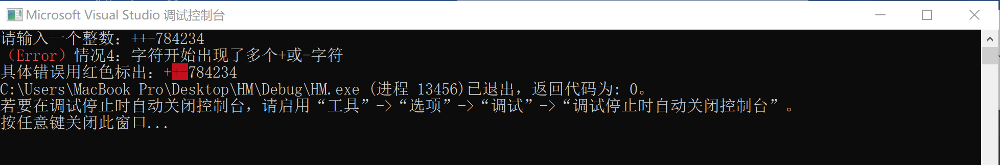 Microsoft Visual Studio 调试控制台
请输入一个整数：++-784234
（Error）情况4：字符开始出现了多个+或-字符
具体错误用红色标出：++-784234
C:\Users\MacBook Pro\Desktop\HM\Debug\HM.exe (进程 13456)已退出，返回代码为: 0。
若要在调试停止时自动关闭控制台，请启用“工具”->“选项”->“调试”->“调试停止时自动关闭控制台”。
按任意键关闭此窗口...